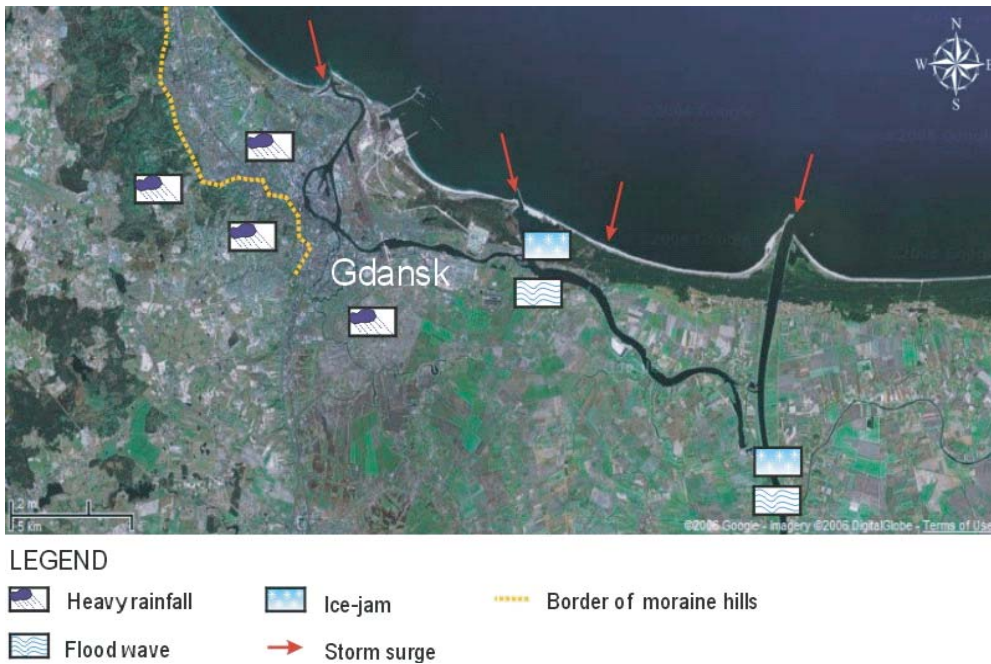 N
W E
S
Gdansk
2 m
5 km
©2006 Google - Imagery ©2006 DigitalGlobe - Terms of Use
LEGEND
Heavy rainfall
Ice-jam
Border of moraine hills
Flood wave
Storm surge